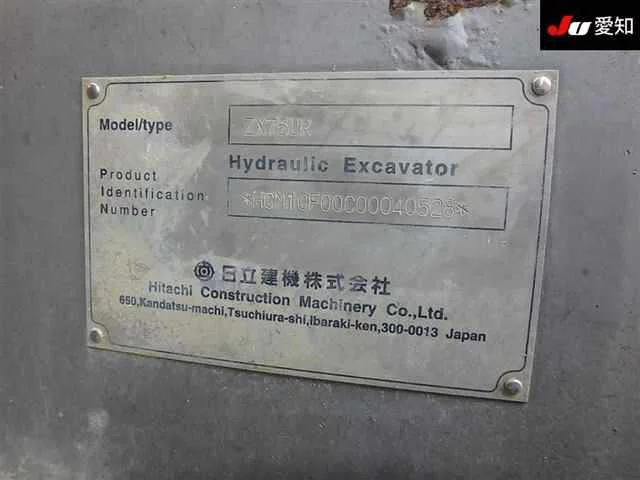 JU 愛知
Model/type ZX75UR
Hydraulic Excavator
Product
Identification
Number
*HCM1QF00C00040528*
日立建機株式会社
Hitachi Construction Machinery Co.,Ltd.
650,Kandatsu-machi,Tsuchiura-shi,Ibaraki-ken,300-0013 Japan